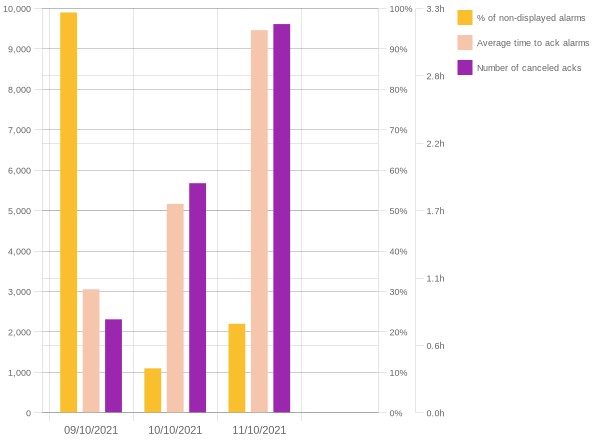 10,000
9,000
8,000
7,000
6,000
5,000
4,000
3,000
2,000
1,000
0
100%
90%
80%
70%
60%
50%
40%
30%
20%
10%
0%
3.3h
2.8h
2.2h
1.7h
1.1h
0.6h
0.0h
% of non-displayed alarms
Average time to ack alarms
Number of canceled acks
09/10/2021
10/10/2021
11/10/2021